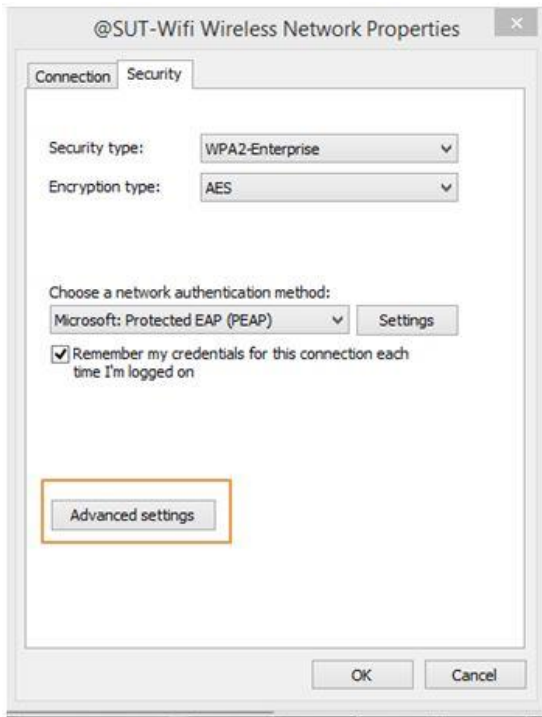 @SUT-Wifi Wireless Network Properties
Connection
Security
Security type:
WPA2-Enterprise
Encryption type:
AES
Choose a network authentication method:
Microsoft: Protected EAP (PEAP)
Settings
Remember my credentials for this connection each
time I'm logged on
Advanced settings
OK
Cancel